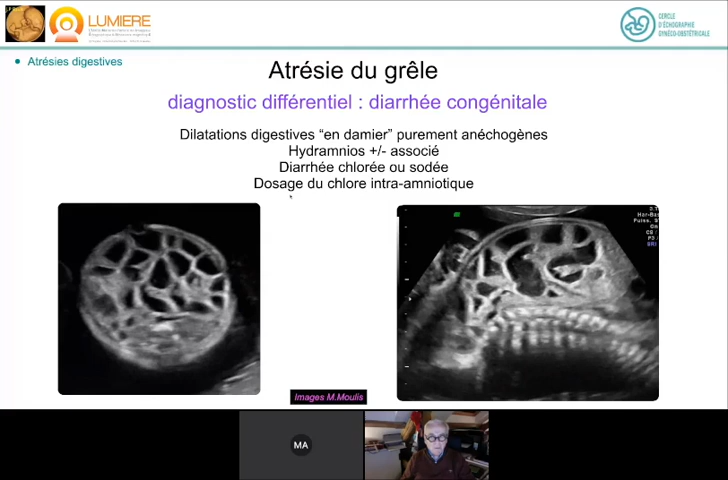 LUMIERE
CERCLE
D'ÉCHOGRAPHIE
GYNÉCO-OBSTÉTRICALE
• Atrésies digestives
Atrésie du grêle
diagnostic différentiel : diarrhée congénitale
Dilatations digestives “en damier” purement anéchogènes
Hydramnios +/- associé
Diarrhée chlorée ou sodée
Dosage du chlore intra-amniotique
Images M.Moulis
MA